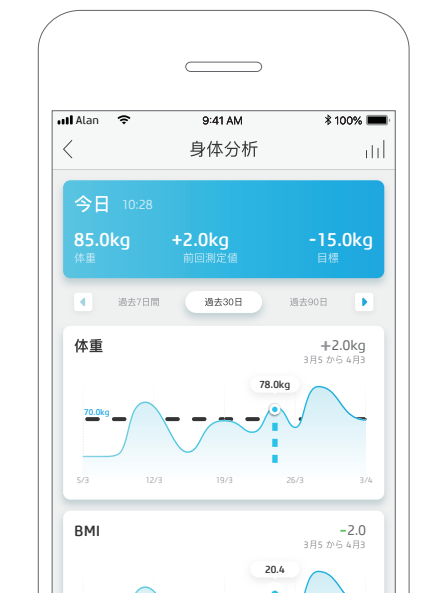 Alan 9:41 AM 100%
身体分析
今日 10:28
85.0kg +2.0kg -15.0kg
体重 前回測定値 目標
過去7日間 過去30日 過去90日
体重 +2.0kg
3月5 から 4月3
78.0kg
70.0kg
5/3 12/3 19/3 26/3 3/4
BMI -2.0
3月5 から 4月3
20.4